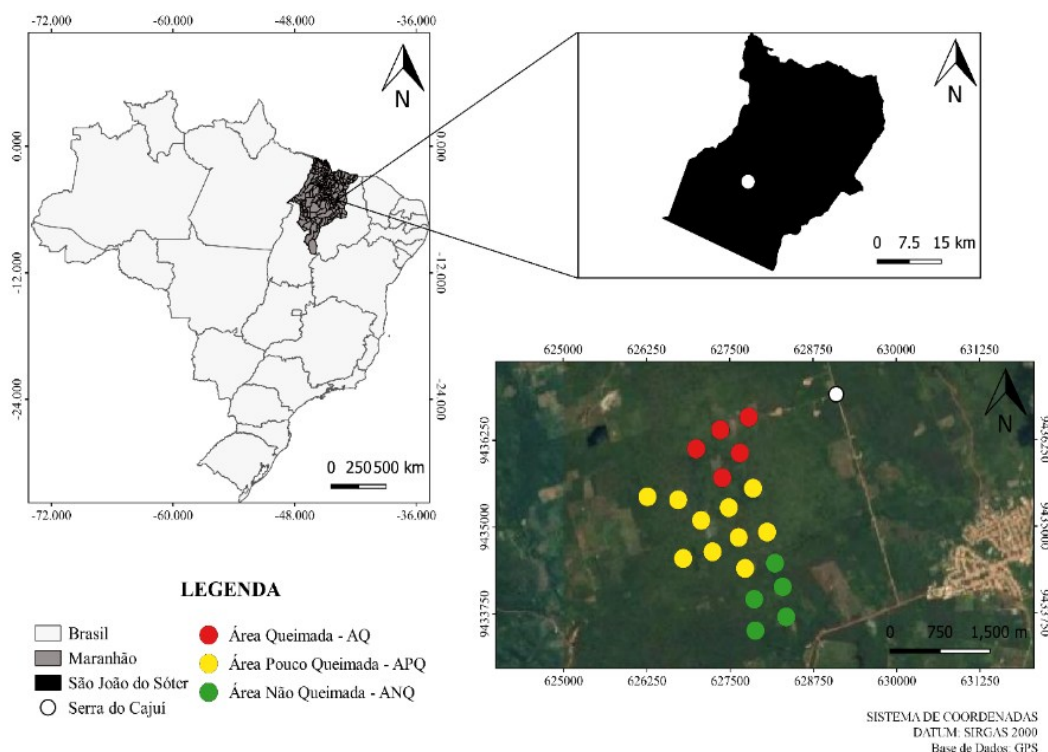 -72.000 -60.000 -48.000 -36.000
N
0.000 0.000
-12.000 -12.000
-24.000 -24.000
0 250500 km
-72.000 -60.000 -48.000 -36.000
N
0 7.5 15 km
625000 626250 627500 628750 630000 631250
N
9436250 9436250
9435000 9435000
9433750 9433750
0 750 1,500 m
625000 626250 627500 628750 630000 631250
LEGENDA
Brasil
Maranhão
São João do Sóter
Serra do Cajuí
Área Queimada - AQ
Área Pouco Queimada - APQ
Área Não Queimada - ANQ
SISTEMA DE COORDENADAS
DATUM: SIRGAS 2000
Base de Dados: GPS